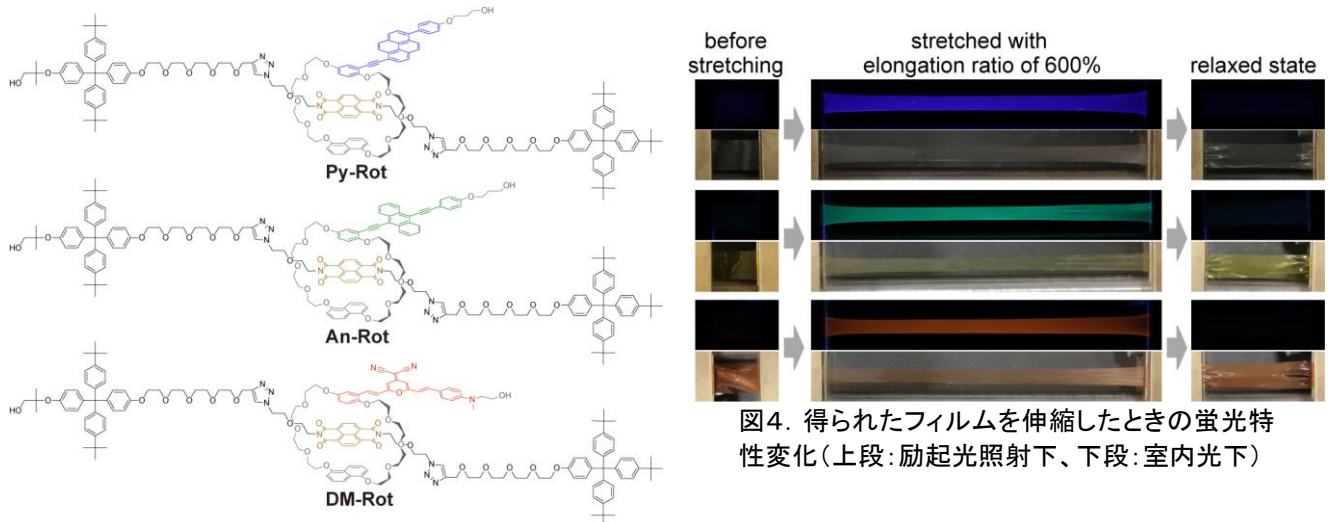 Py-Rot
An-Rot
DM-Rot
before
stretching
stretched with
elongation ratio of 600%
relaxed state
図4. 得られたフィルムを伸縮したときの蛍光特
性変化(上段:励起光照射下、下段:室内光下)